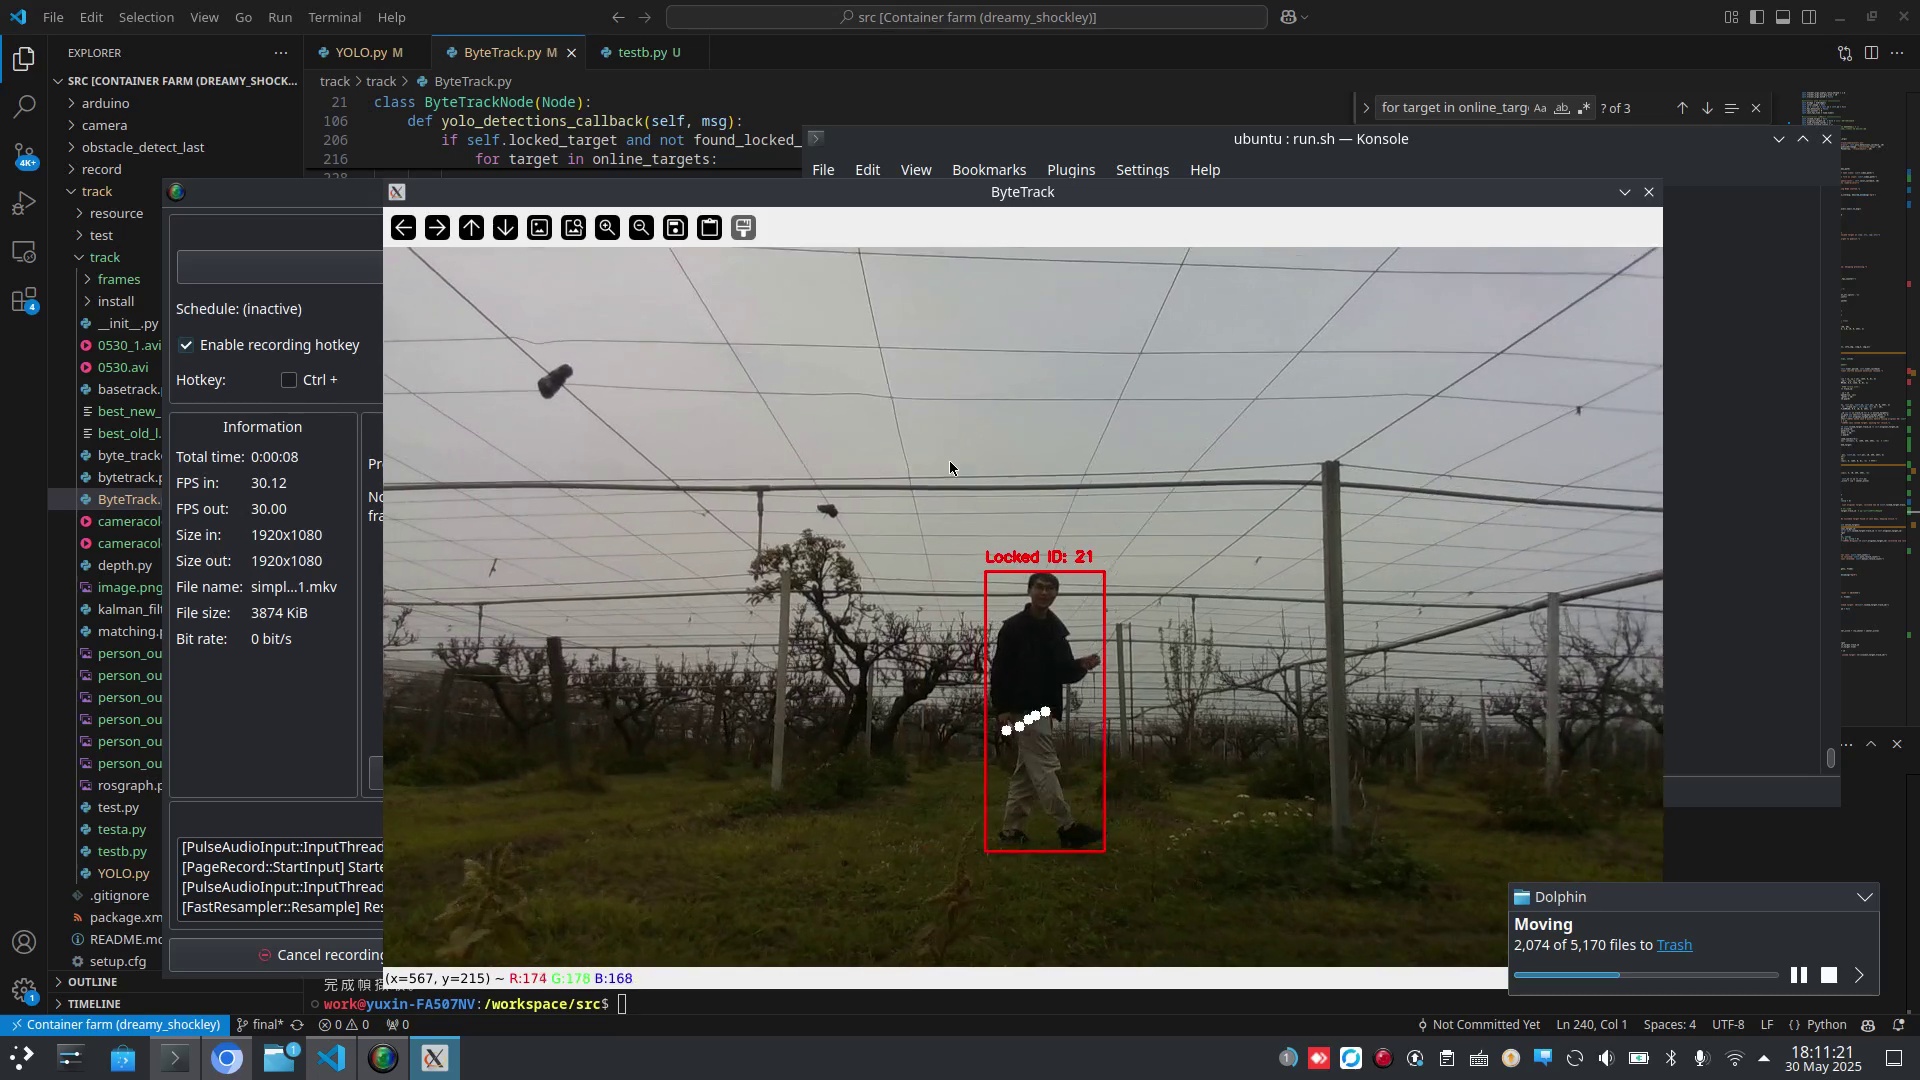 File Edit Selection View Go Run Terminal Help
src [Container farm (dreamy_shockley)]
EXPLORER
YOLO.py M
ByteTrack.py M
testb.py U
SRC [CONTAINER FARM (DREAMY_SHOCK...
track > track > ByteTrack.py
arduino
camera
obstacle_detect_last
record
track
resource
test
track
frames
install
__init__.py
0530_1.avi
0530.avi
basetrack.
best_new_
best_old_l.
byte_track
bytetrack.p
ByteTrack.
cameracol
cameracol
depth.py
image.png
kalman_filt
matching.p
person_ou
person_ou
person_ou
person_ou
person_ou
person_ou
rosgraph.p
test.py
testa.py
testb.py
YOLO.py
.gitignore
package.xm
README.md
setup.cfg
OUTLINE
TIMELINE
4K+
4
1
21 class ByteTrackNode(Node):
106 def yolo_detections_callback(self, msg):
206 if self.locked_target and not found_locked_
216 for target in online_targets:
for target in online_targ
Aa ab .*
? of 3
ubuntu : run.sh — Konsole
File Edit View Bookmarks Plugins Settings Help
ByteTrack
Schedule: (inactive)
Enable recording hotkey
Hotkey: Ctrl +
Information
Total time: 0:00:08
FPS in: 30.12
FPS out: 30.00
Size in: 1920x1080
Size out: 1920x1080
File name: simpl...1.mkv
File size: 3874 KiB
Bit rate: 0 bit/s
Pr
No
fra
[PulseAudioInput::InputThread
[PageRecord::StartInput] Starte
[PulseAudioInput::InputThread
[FastResampler::Resample] Res
Cancel recording
Locked ID: 21
(x=567, y=215) ~ R:174 G:178 B:168
Dolphin
Moving
2,074 of 5,170 files to Trash
work@yuxin-FA507NV:/workspace/src$
Container farm (dreamy_shockley)
final*
0 0
0
Not Committed Yet
Ln 240, Col 1
Spaces: 4
UTF-8
LF
{} Python
1
1
18:11:21
30 May 2025